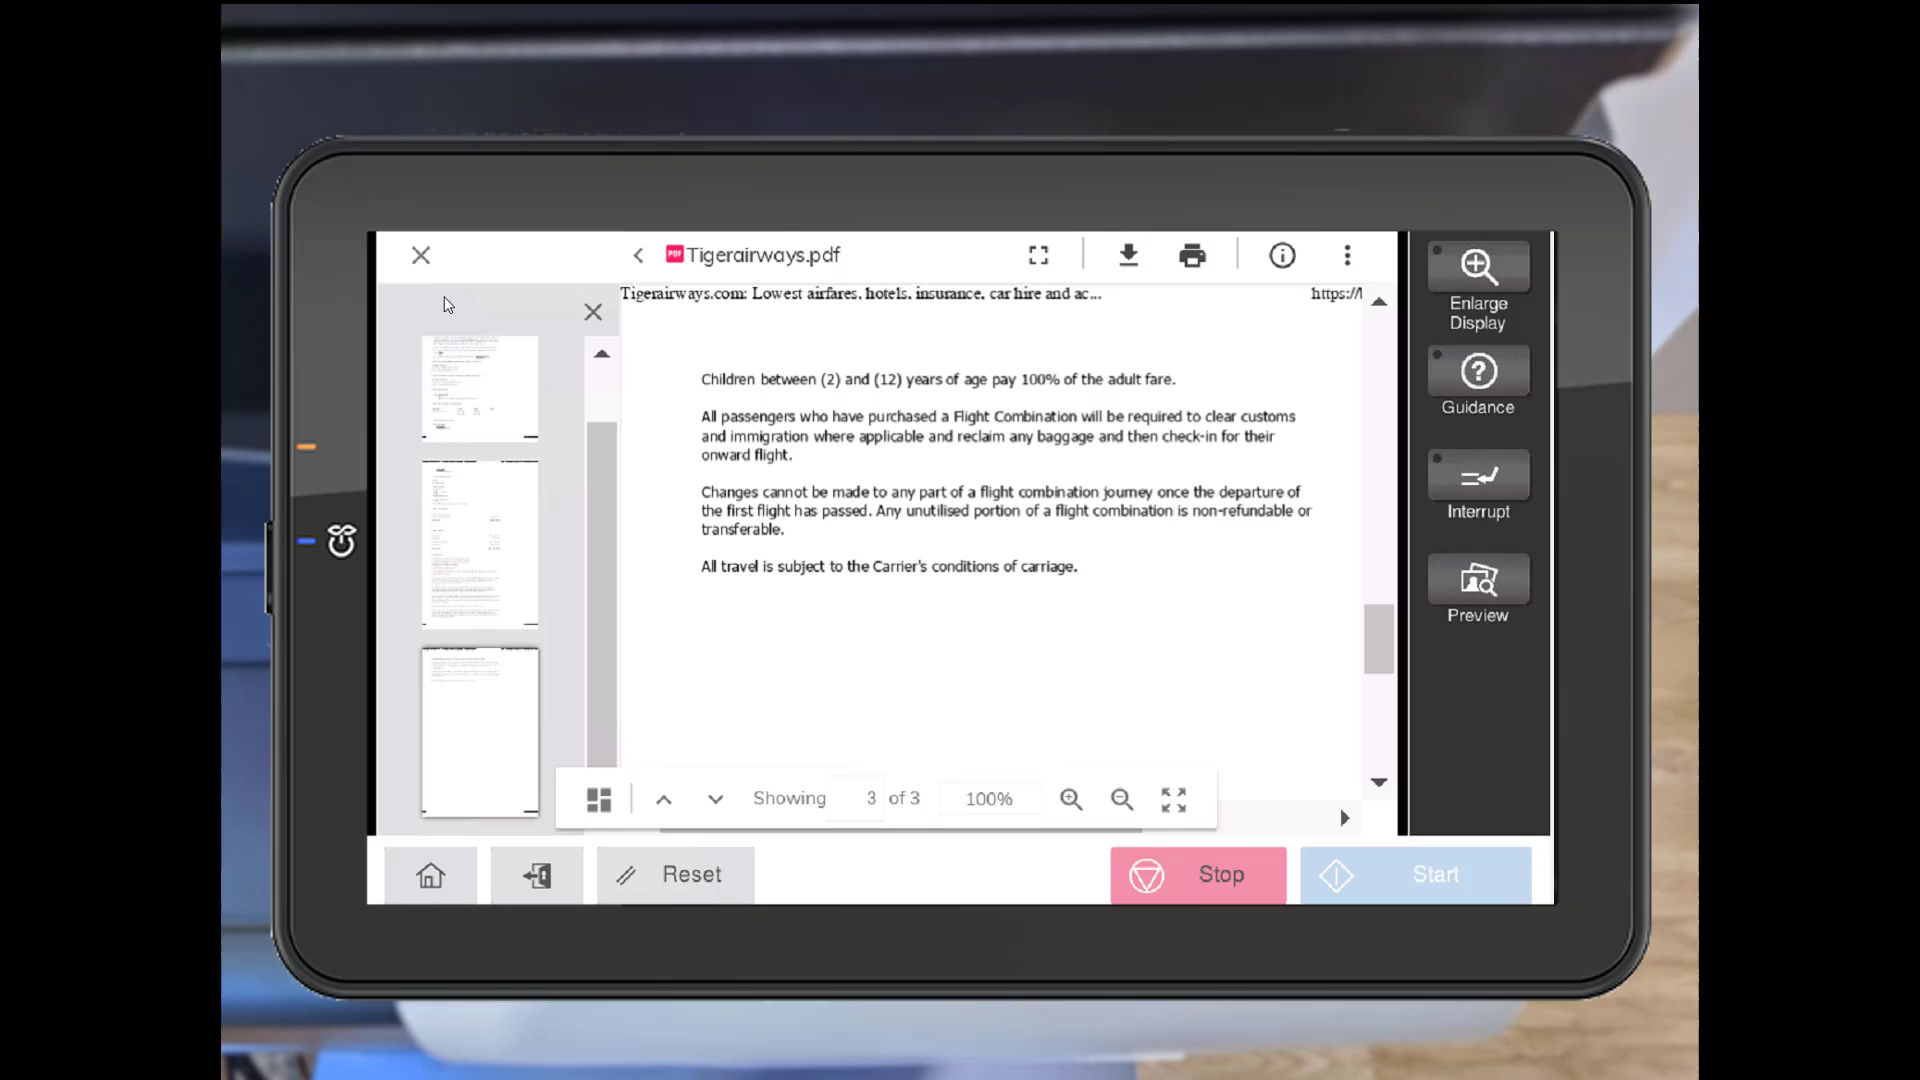 PDF Tigerairways.pdf
Tigerairways.com: Lowest airfares, hotels, insurance, car hire and ac...
https://l
Children between (2) and (12) years of age pay 100% of the adult fare.
All passengers who have purchased a Flight Combination will be required to clear customs
and immigration where applicable and reclaim any baggage and then check-in for their
onward flight.
Changes cannot be made to any part of a flight combination journey once the departure of
the first flight has passed. Any unutilised portion of a flight combination is non-refundable or
transferable.
All travel is subject to the Carrier's conditions of carriage.
Showing 3 of 3 100%
Reset
Stop
Start
Enlarge
Display
Guidance
Interrupt
Preview